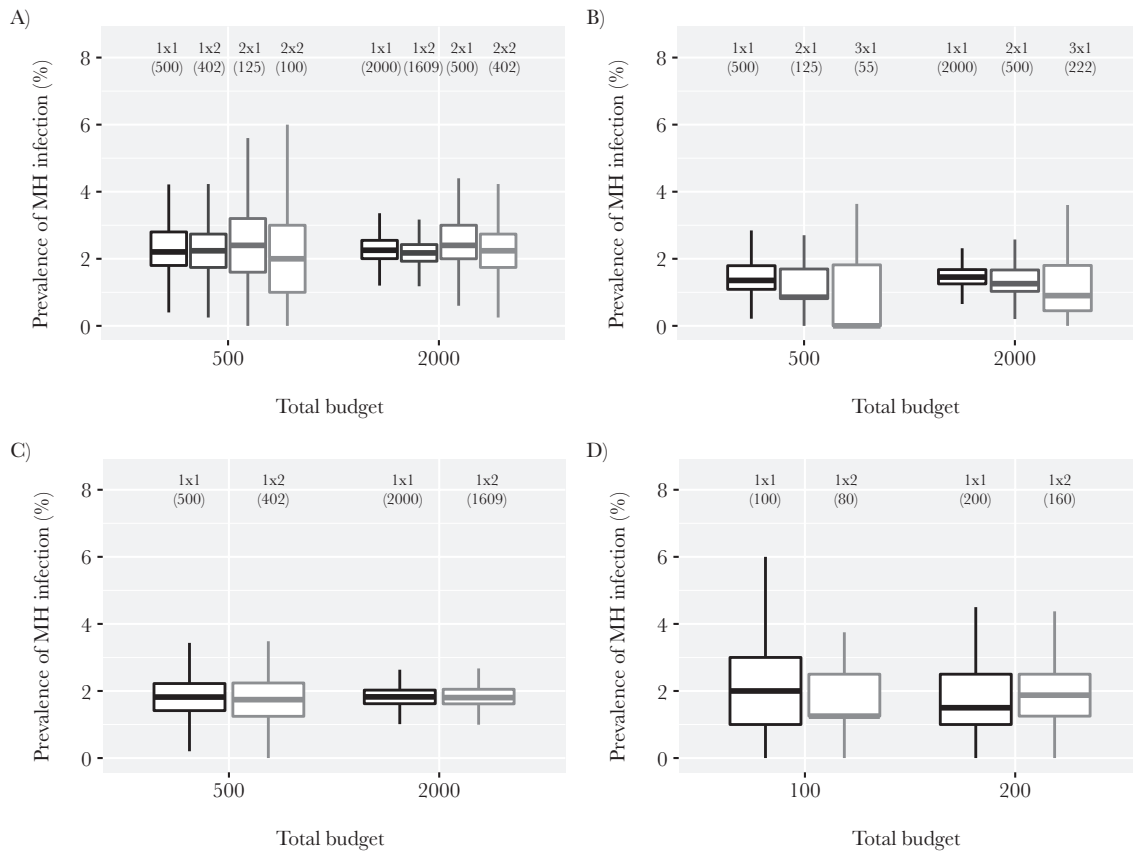 A)
Prevalence of MH infection (%)
8
6
4
2
0
1x1 1x2 2x1 2x2 1x1 1x2 2x1 2x2
(500) (402) (125) (100) (2000) (1609) (500) (402)
500 2000
Total budget
B)
Prevalence of MH infection (%)
8
6
4
2
0
1x1 2x1 3x1 1x1 2x1 3x1
(500) (125) (55) (2000) (500) (222)
500 2000
Total budget
C)
Prevalence of MH infection (%)
8
6
4
2
0
1x1 1x2 1x1 1x2
(500) (402) (2000) (1609)
500 2000
Total budget
D)
Prevalence of MH infection (%)
8
6
4
2
0
1x1 1x2 1x1 1x2
(100) (80) (200) (160)
100 200
Total budget